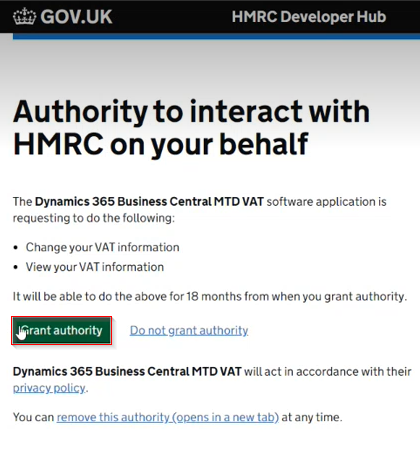 GOV.UK HMRC Developer Hub
Authority to interact with
HMRC on your behalf
The Dynamics 365 Business Central MTD VAT software application is
requesting to do the following:
• Change your VAT information
• View your VAT information
It will be able to do the above for 18 months from when you grant authority.
Grant authority Do not grant authority
Dynamics 365 Business Central MTD VAT will act in accordance with their
privacy policy.
You can remove this authority (opens in a new tab) at any time.